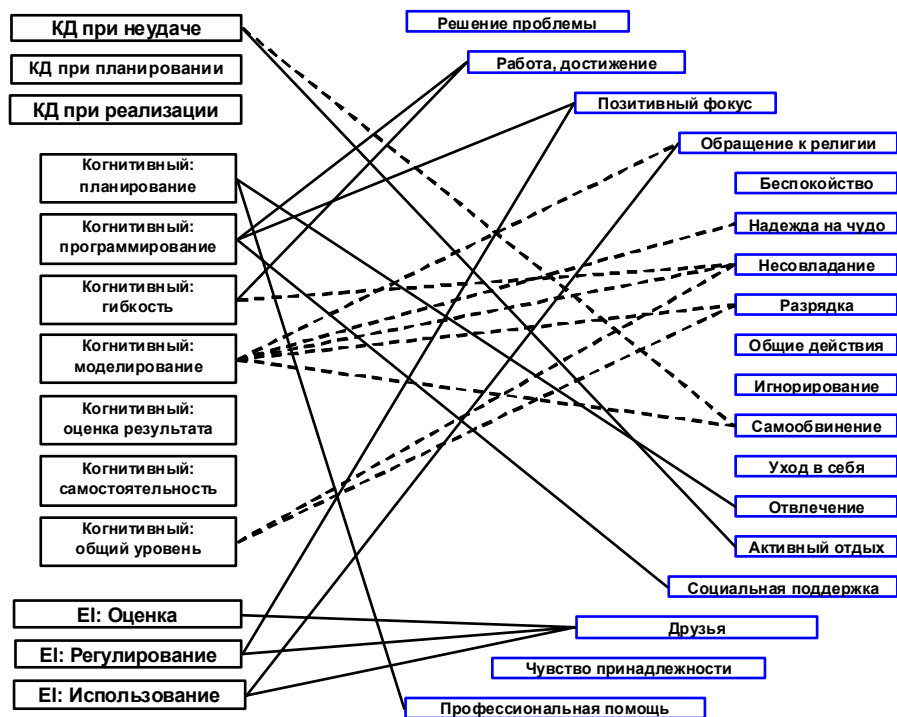 КД при неудаче
КД при планировании
КД при реализации
Когнитивный:
планирование
Когнитивный:
программирование
Когнитивный:
гибкость
Когнитивный:
моделирование
Когнитивный:
оценка результата
Когнитивный:
самостоятельность
Когнитивный:
общий уровень
EI: Оценка
EI: Регулирование
EI: Использование
Решение проблемы
Работа, достижение
Позитивный фокус
Обращение к религии
Беспокойство
Надежда на чудо
Несовладание
Разрядка
Общие действия
Игнорирование
Самообвинение
Уход в себя
Отвлечение
Активный отдых
Социальная поддержка
Друзья
Чувство принадлежности
Профессиональная помощь